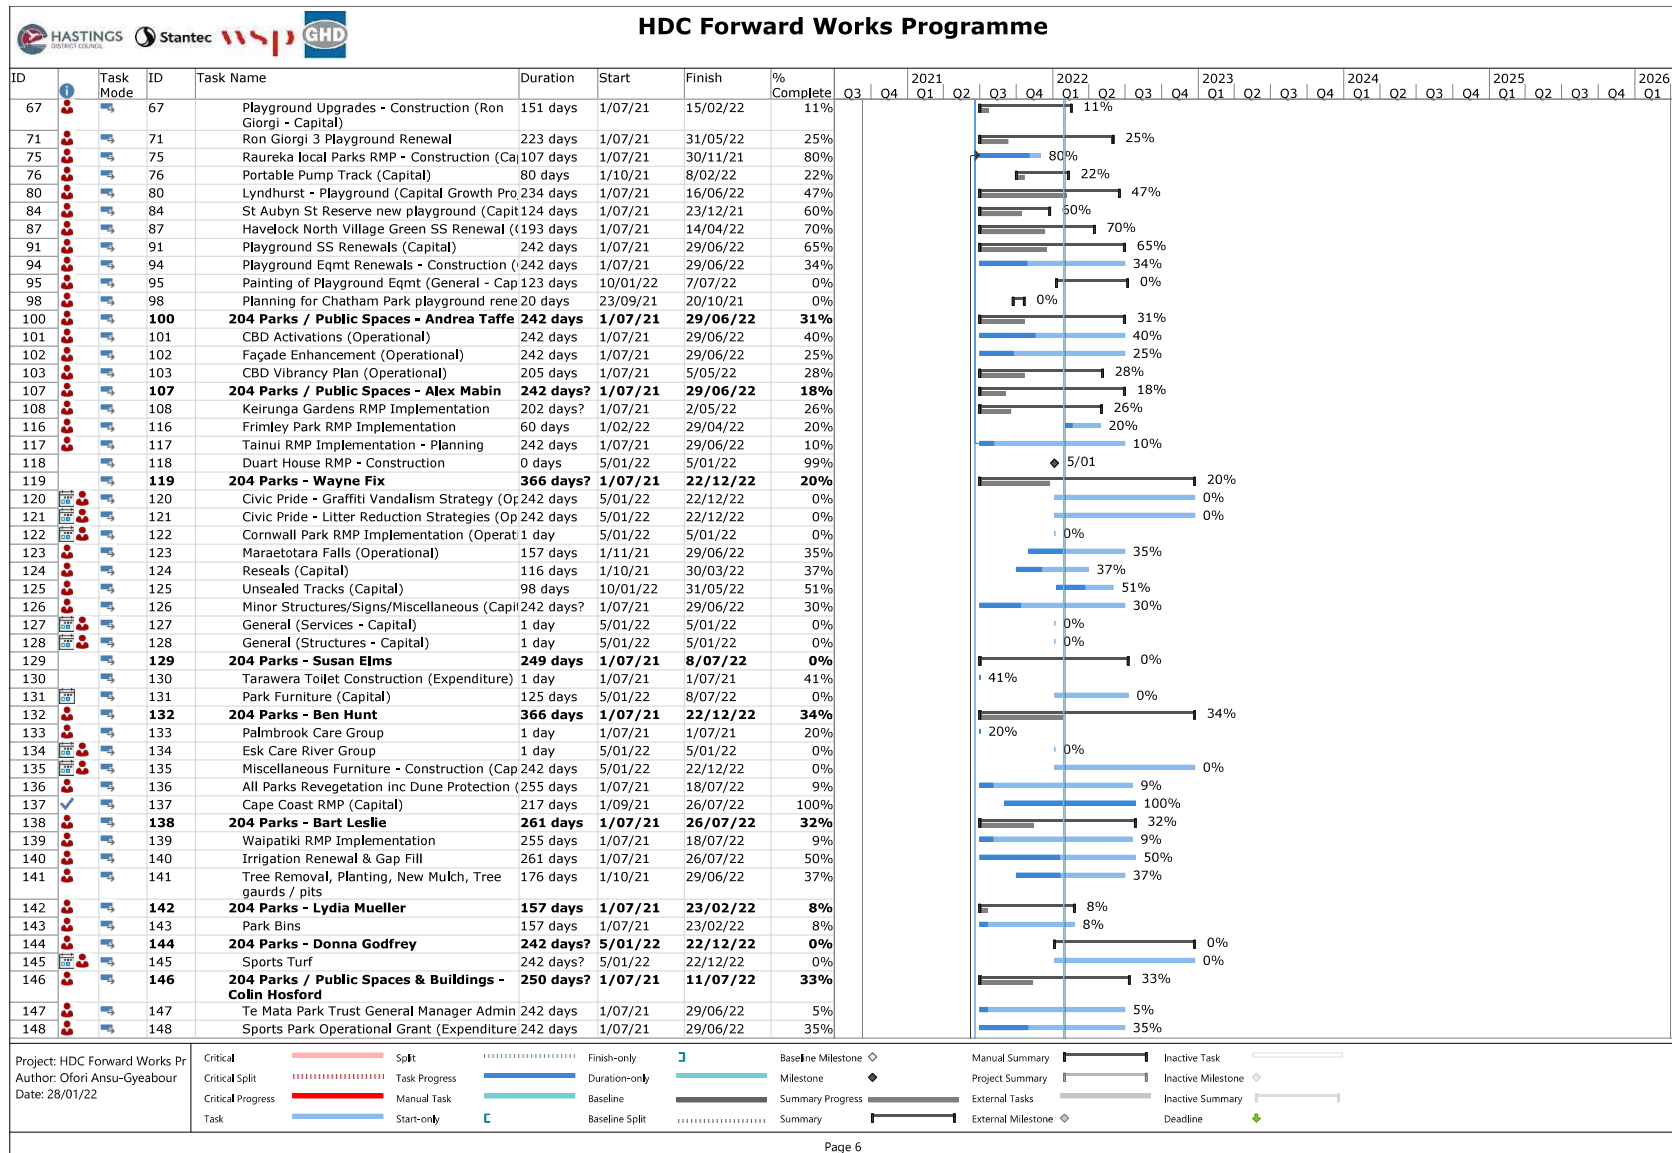 HASTINGS
DISTRICT COUNCIL
Stantec
wsp
GHD
HDC Forward Works Programme
ID Task Mode ID Task Name Duration Start Finish % Complete
2021 2022 2023 2024 2025 2026
Q3 Q4 Q1 Q2 Q3 Q4 Q1 Q2 Q3 Q4 Q1 Q2 Q3 Q4 Q1 Q2 Q3 Q4 Q1 Q2 Q3 Q4 Q1
67 67 Playground Upgrades - Construction (Ron 151 days 1/07/21 15/02/22 11% 11%
Giorgi - Capital)
71 71 Ron Giorgi 3 Playground Renewal 223 days 1/07/21 31/05/22 25% 25%
75 75 Raureka local Parks RMP - Construction (Ca 107 days 1/07/21 30/11/21 80% 80%
76 76 Portable Pump Track (Capital) 80 days 1/10/21 8/02/22 22% 22%
80 80 Lyndhurst - Playground (Capital Growth Pro 234 days 1/07/21 16/06/22 47% 47%
84 84 St Aubyn St Reserve new playground (Capit 124 days 1/07/21 23/12/21 60% 60%
87 87 Havelock North Village Green SS Renewal (C 193 days 1/07/21 14/04/22 70% 70%
91 91 Playground SS Renewals (Capital) 242 days 1/07/21 29/06/22 65% 65%
94 94 Playground Eqmt Renewals - Construction ( 242 days 1/07/21 29/06/22 34% 34%
95 95 Painting of Playground Eqmt (General - Cap 123 days 10/01/22 7/07/22 0% 0%
98 98 Planning for Chatham Park playground rene 20 days 23/09/21 20/10/21 0% 0%
100 100 204 Parks / Public Spaces - Andrea Taffe 242 days 1/07/21 29/06/22 31% 31%
101 101 CBD Activations (Operational) 242 days 1/07/21 29/06/22 40% 40%
102 102 Façade Enhancement (Operational) 242 days 1/07/21 29/06/22 25% 25%
103 103 CBD Vibrancy Plan (Operational) 205 days 1/07/21 5/05/22 28% 28%
107 107 204 Parks / Public Spaces - Alex Mabin 242 days? 1/07/21 29/06/22 18% 18%
108 108 Keirunga Gardens RMP Implementation 202 days? 1/07/21 2/05/22 26% 26%
116 116 Frimley Park RMP Implementation 60 days 1/02/22 29/04/22 20% 20%
117 117 Tainui RMP Implementation - Planning 242 days 1/07/21 29/06/22 10% 10%
118 118 Duart House RMP - Construction 0 days 5/01/22 5/01/22 99% 5/01
119 119 204 Parks - Wayne Fix 366 days? 1/07/21 22/12/22 20% 20%
120 120 Civic Pride - Graffiti Vandalism Strategy (Op 242 days 5/01/22 22/12/22 0% 0%
121 121 Civic Pride - Litter Reduction Strategies (Op 242 days 5/01/22 22/12/22 0% 0%
122 122 Cornwall Park RMP Implementation (Operat 1 day 5/01/22 5/01/22 0% 0%
123 123 Maraetotara Falls (Operational) 157 days 1/11/21 29/06/22 35% 35%
124 124 Reseals (Capital) 116 days 1/10/21 30/03/22 37% 37%
125 125 Unsealed Tracks (Capital) 98 days 10/01/22 31/05/22 51% 51%
126 126 Minor Structures/Signs/Miscellaneous (Capi 242 days? 1/07/21 29/06/22 30% 30%
127 127 General (Services - Capital) 1 day 5/01/22 5/01/22 0% 0%
128 128 General (Structures - Capital) 1 day 5/01/22 5/01/22 0% 0%
129 129 204 Parks - Susan Elms 249 days 1/07/21 8/07/22 0% 0%
130 130 Tarawera Toilet Construction (Expenditure) 1 day 1/07/21 1/07/21 41% 41%
131 131 Park Furniture (Capital) 125 days 5/01/22 8/07/22 0% 0%
132 132 204 Parks - Ben Hunt 366 days 1/07/21 22/12/22 34% 34%
133 133 Palmbrook Care Group 1 day 1/07/21 1/07/21 20% 20%
134 134 Esk Care River Group 1 day 5/01/22 5/01/22 0% 0%
135 135 Miscellaneous Furniture - Construction (Cap 242 days 5/01/22 22/12/22 0% 0%
136 136 All Parks Revegetation inc Dune Protection ( 255 days 1/07/21 18/07/22 9% 9%
137 137 Cape Coast RMP (Capital) 217 days 1/09/21 26/07/22 100% 100%
138 138 204 Parks - Bart Leslie 261 days 1/07/21 26/07/22 32% 32%
139 139 Waipatiki RMP Implementation 255 days 1/07/21 18/07/22 9% 9%
140 140 Irrigation Renewal & Gap Fill 261 days 1/07/21 26/07/22 50% 50%
141 141 Tree Removal, Planting, New Mulch, Tree 176 days 1/10/21 29/06/22 37% 37%
gaurds / pits
142 142 204 Parks - Lydia Mueller 157 days 1/07/21 23/02/22 8% 8%
143 143 Park Bins 157 days 1/07/21 23/02/22 8% 8%
144 144 204 Parks - Donna Godfrey 242 days? 5/01/22 22/12/22 0% 0%
145 145 Sports Turf 242 days? 5/01/22 22/12/22 0% 0%
146 146 204 Parks / Public Spaces & Buildings - 250 days? 1/07/21 11/07/22 33% 33%
Colin Hosford
147 147 Te Mata Park Trust General Manager Admin 242 days 1/07/21 29/06/22 5% 5%
148 148 Sports Park Operational Grant (Expenditure 242 days 1/07/21 29/06/22 35% 35%
Project: HDC Forward Works Pr
Author: Ofori Ansu-Gyeabour
Date: 28/01/22
Critical Split Finish-only Baseline Milestone Manual Summary Inactive Task
Critical Split Task Progress Duration-only Milestone Project Summary Inactive Milestone
Critical Progress Manual Task Baseline Summary Progress External Tasks Inactive Summary
Task Start-only Baseline Split Summary External Milestone Deadline
Page 6